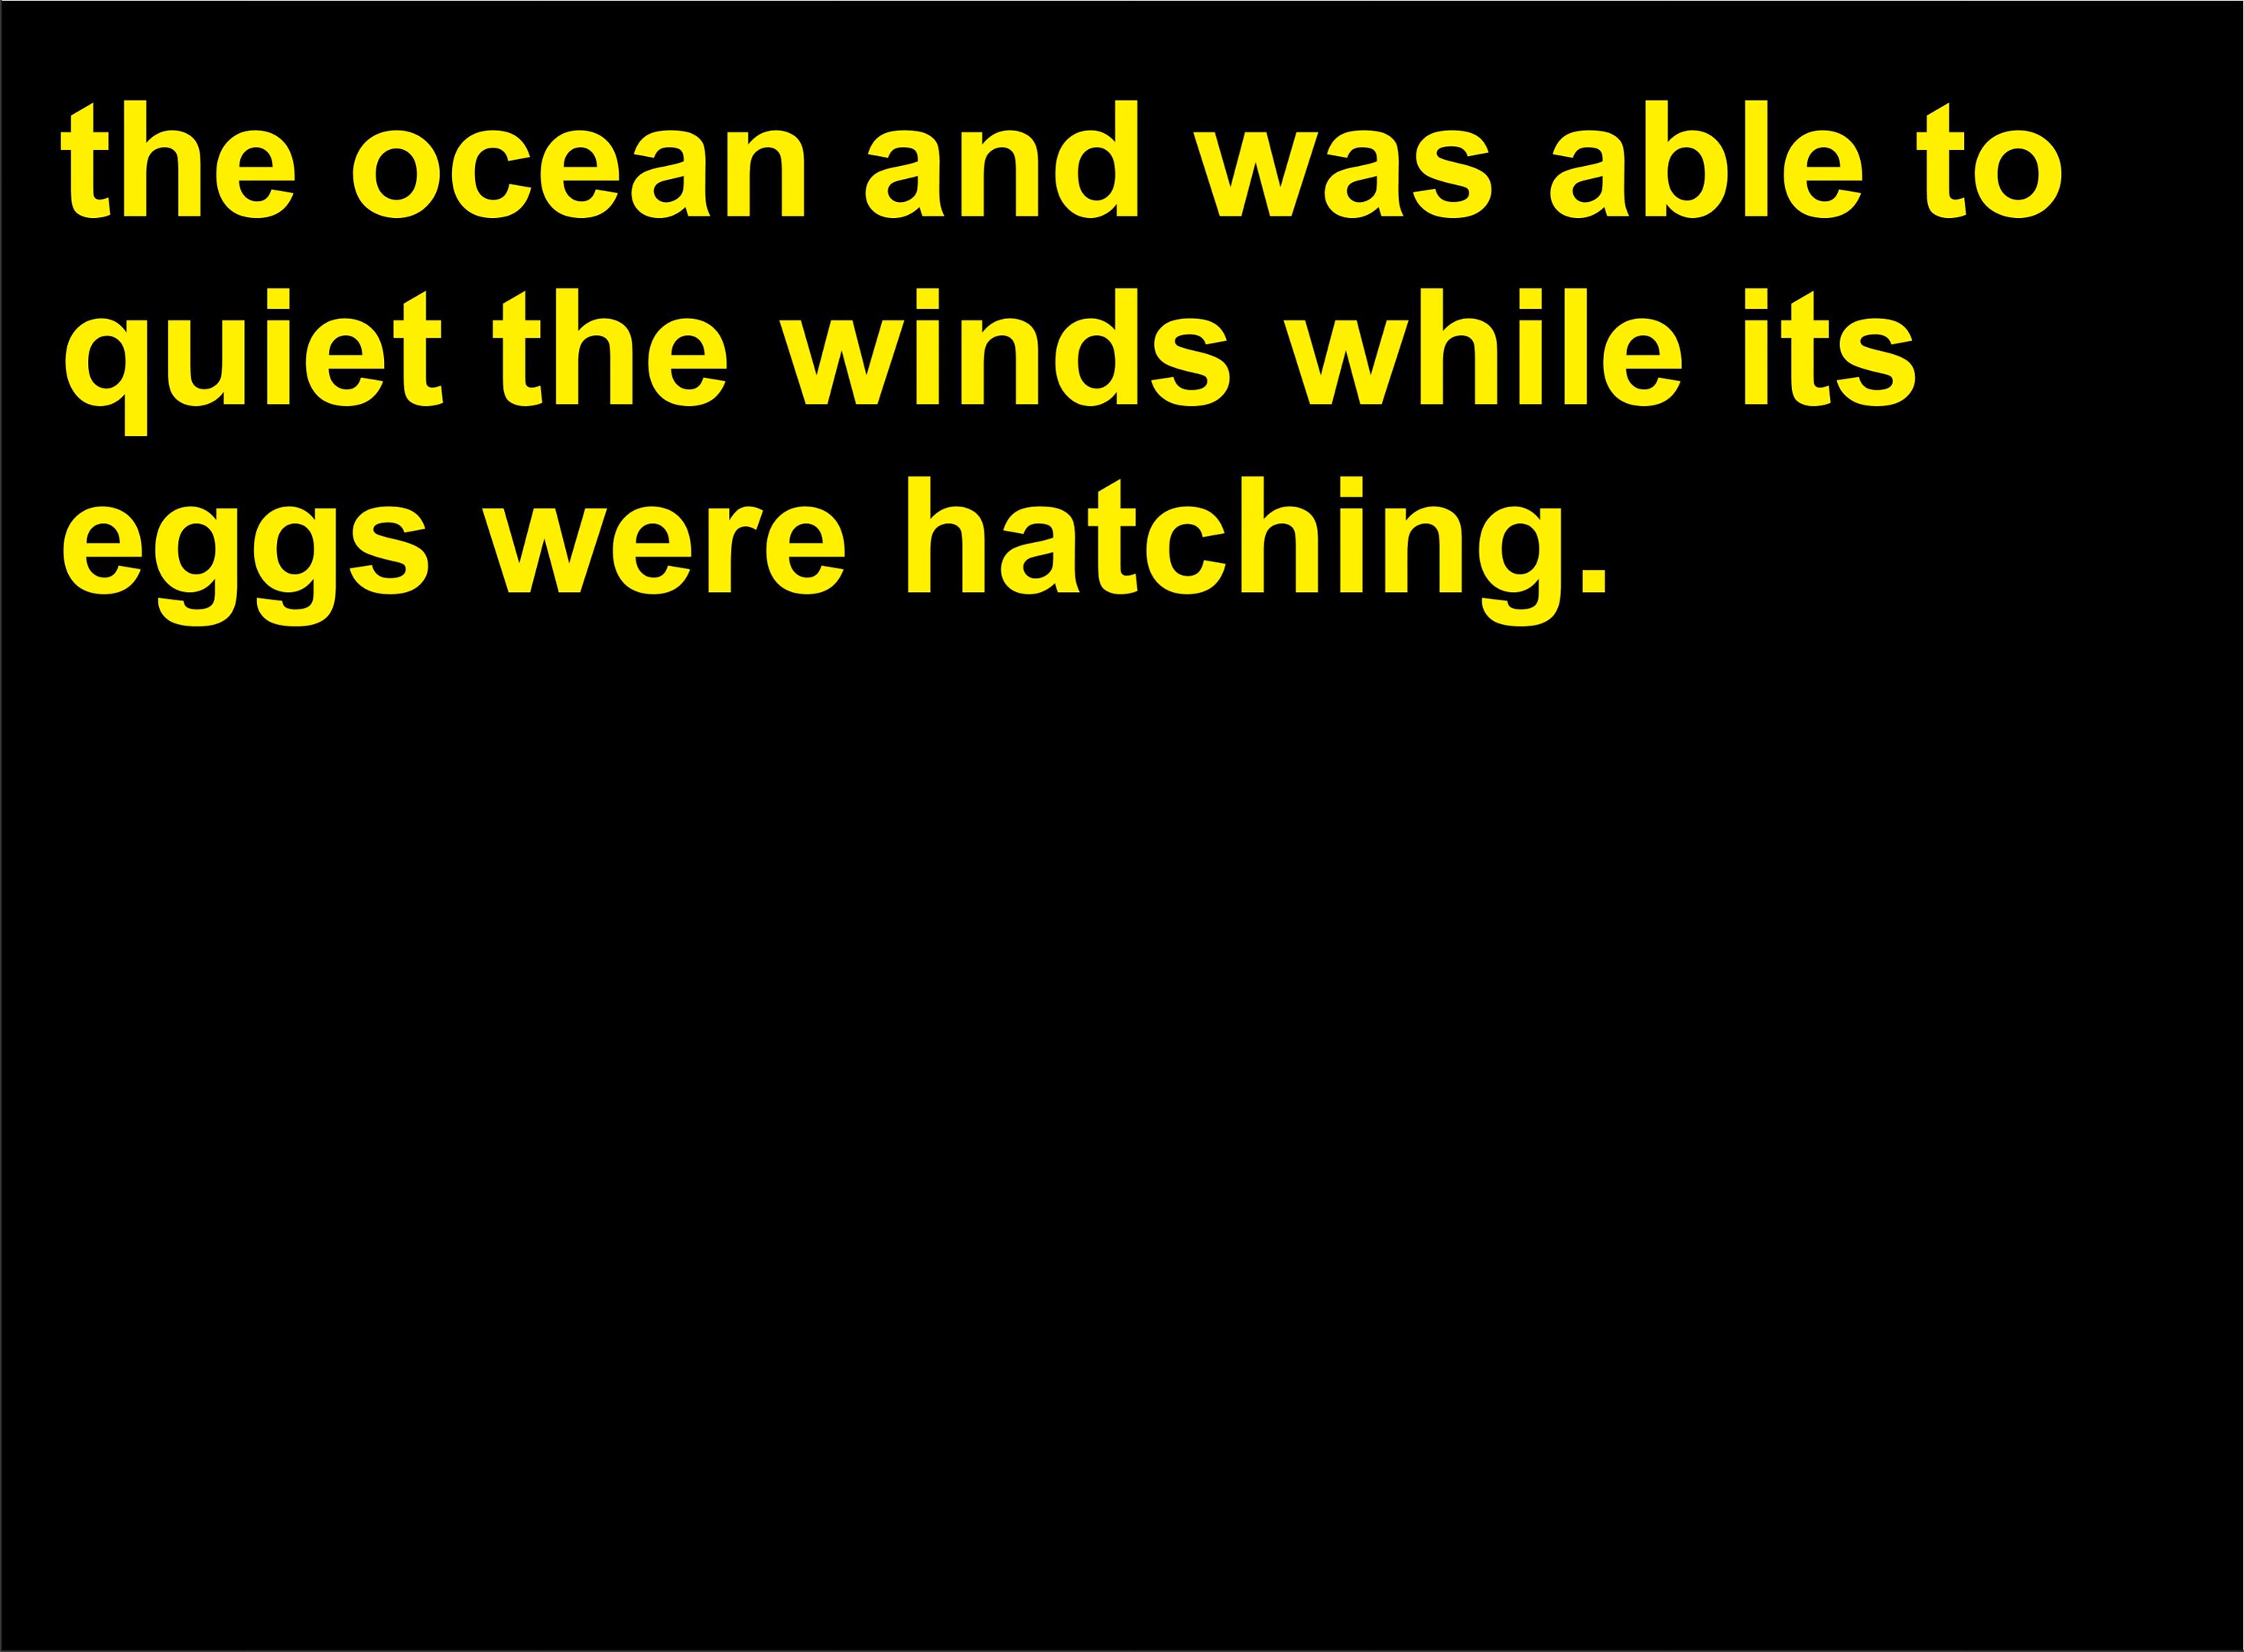 the ocean and was able to
quiet the winds while its
eggs were hatching.